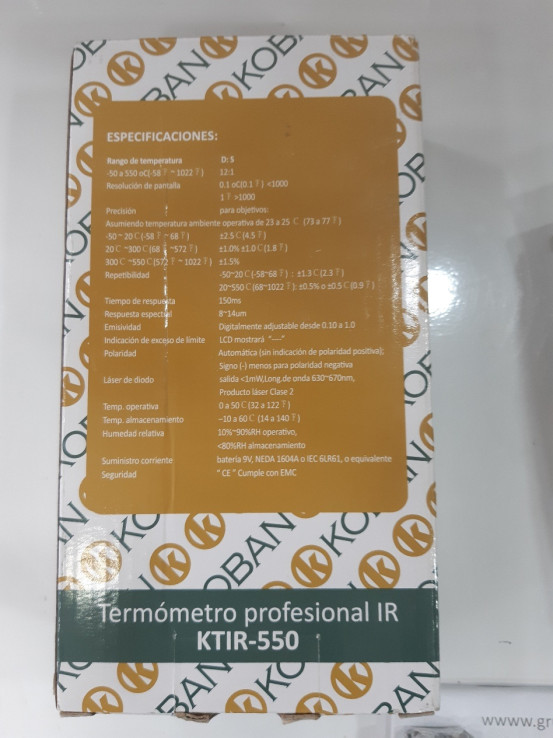 KOBAN
ESPECIFICACIONES:
Rango de temperatura D: S
-50 a 550 oC(-58 ℉ ~ 1022 ℉) 12:1
Resolución de pantalla 0.1 oC(0.1 ℉) <1000
1 ℉ >1000
Precisión para objetivos:
Asumiendo temperatura ambiente operativa de 23 a 25 C (73 a 77 ℉)
-50 ~ 20 C (-58 ℉ ~ 68 ℉) ±2.5 C (4.5 ℉)
20 C ~300 C (68 ℉ ~572 ℉) ±1.0% ±1.0 C (1.8 ℉)
300 C ~550 C (572 ℉ ~ 1022 ℉) ±1.5%
Repetibilidad -50~20 C (-58~68 ℉) : ±1.3 C (2.3 ℉)
20~550 C (68~1022 ℉): ±0.5% o ±0.5 C (0.9 ℉)
Tiempo de respuesta 150ms
Respuesta espectral 8~14um
Emisividad Digitalmente adjustable desde 0.10 a 1.0
Indicación de exceso de límite LCD mostrará "----"
Polaridad Automática (sin indicación de polaridad positiva);
Signo (-) menos para polaridad negativa
Láser de diodo salida <1mW,Long.de onda 630~670nm,
Producto láser Clase 2
Temp. operativa 0 a 50 C (32 a 122 ℉)
Temp. almacenamiento –10 a 60 C (14 a 140 ℉)
Humedad relativa 10%~90%RH operativo,
<80%RH almacenamiento
Suministro corriente batería 9V, NEDA 1604A o IEC 6LR61, o equivalente
Seguridad " CE " Cumple con EMC
KOBAN
Termómetro profesional IR
KTIR-550
www.gr